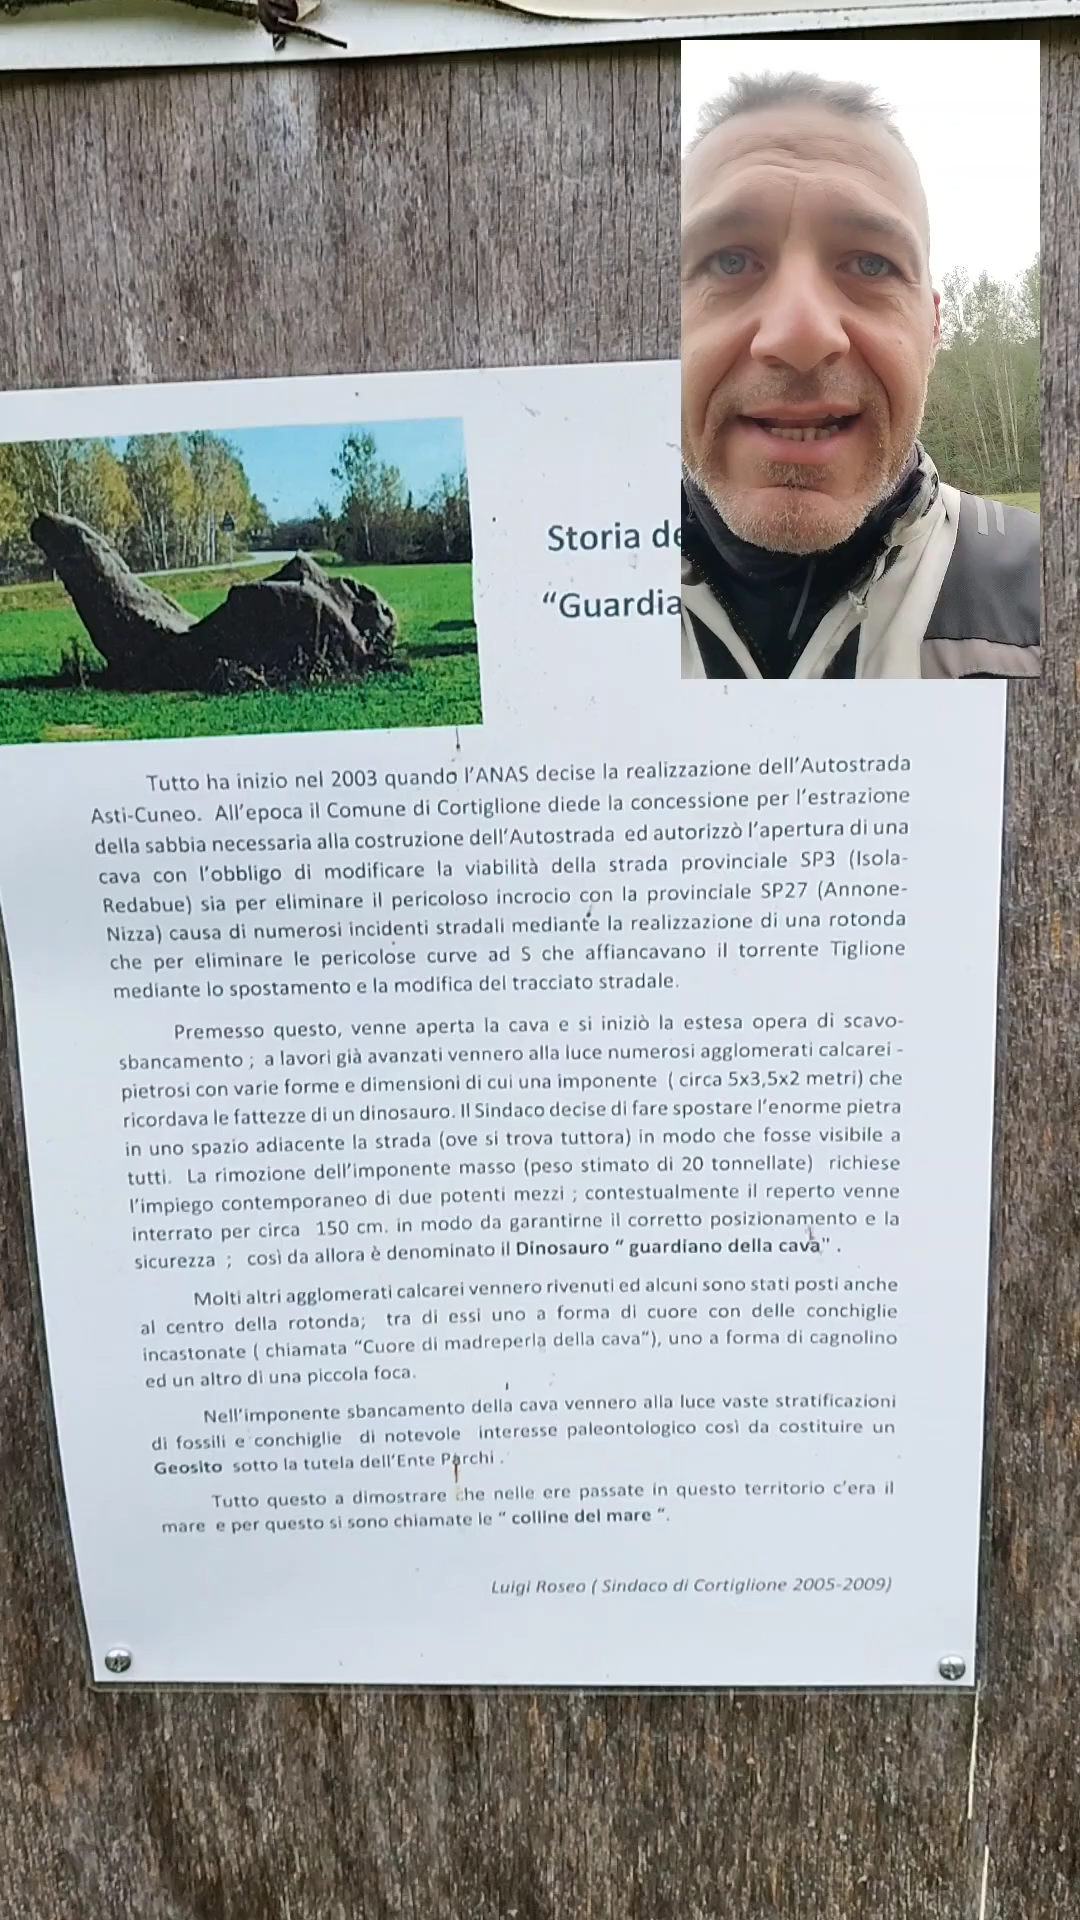 Storia de
“Guardia
Tutto ha inizio nel 2003 quando l’ANAS decise la realizzazione dell’Autostrada
Asti-Cuneo. All’epoca il Comune di Cortiglione diede la concessione per l’estrazione
della sabbia necessaria alla costruzione dell’Autostrada ed autorizzò l’apertura di una
cava con l’obbligo di modificare la viabilità della strada provinciale SP3 (Isola-
Redabue) sia per eliminare il pericoloso incrocio con la provinciale SP27 (Annone-
Nizza) causa di numerosi incidenti stradali mediante la realizzazione di una rotonda
che per eliminare le pericolose curve ad S che affiancavano il torrente Tiglione
mediante lo spostamento e la modifica del tracciato stradale.
Premesso questo, venne aperta la cava e si iniziò la estesa opera di scavo-
sbancamento ; a lavori già avanzati vennero alla luce numerosi agglomerati calcarei -
pietrosi con varie forme e dimensioni di cui una imponente ( circa 5x3,5x2 metri) che
ricordava le fattezze di un dinosauro. Il Sindaco decise di fare spostare l’enorme pietra
in uno spazio adiacente la strada (ove si trova tuttora) in modo che fosse visibile a
tutti. La rimozione dell’imponente masso (peso stimato di 20 tonnellate) richiese
l’impiego contemporaneo di due potenti mezzi ; contestualmente il reperto venne
interrato per circa 150 cm. in modo da garantirne il corretto posizionamento e la
sicurezza ; così da allora è denominato il Dinosauro “ guardiano della cava" .
Molti altri agglomerati calcarei vennero rivenuti ed alcuni sono stati posti anche
al centro della rotonda; tra di essi uno a forma di cuore con delle conchiglie
incastonate ( chiamata “Cuore di madreperla della cava“), uno a forma di cagnolino
ed un altro di una piccola foca.
Nell’imponente sbancamento della cava vennero alla luce vaste stratificazioni
di fossili e conchiglie di notevole interesse paleontologico così da costituire un
Geosito sotto la tutela dell’Ente Parchi .
Tutto questo a dimostrare che nelle ere passate in questo territorio c’era il
mare e per questo si sono chiamate le “ colline del mare “.
Luigi Roseo ( Sindaco di Cortiglione 2005-2009)